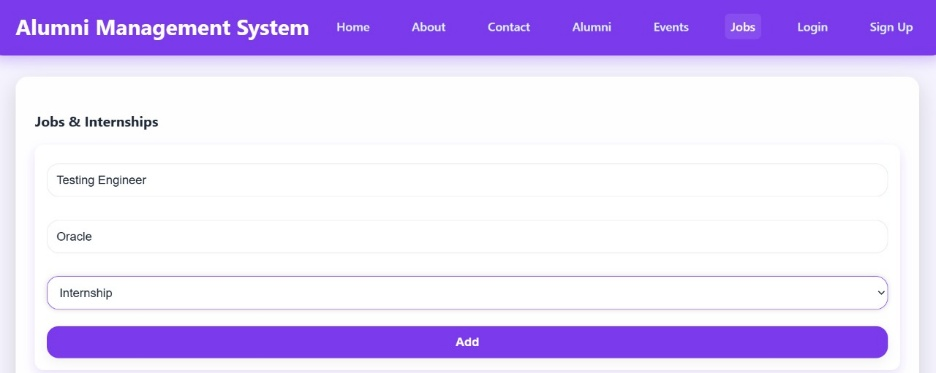 Alumni Management System Home About Contact Alumni Events Jobs Login Sign Up
Jobs & Internships
Testing Engineer
Oracle
Internship
Add